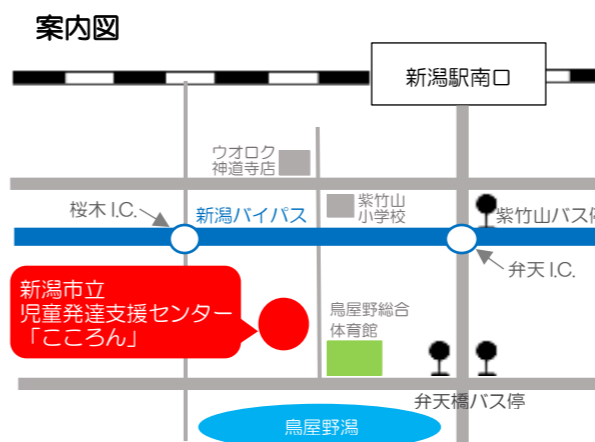 案内図
新潟駅南口
ウオロク
神道寺店
紫竹山
小学校
桜木 I.C.
新潟バイパス
紫竹山バス停
弁天 I.C.
新潟市立
児童発達支援センター
「こころん」
鳥屋野総合
体育館
弁天橋バス停
鳥屋野潟